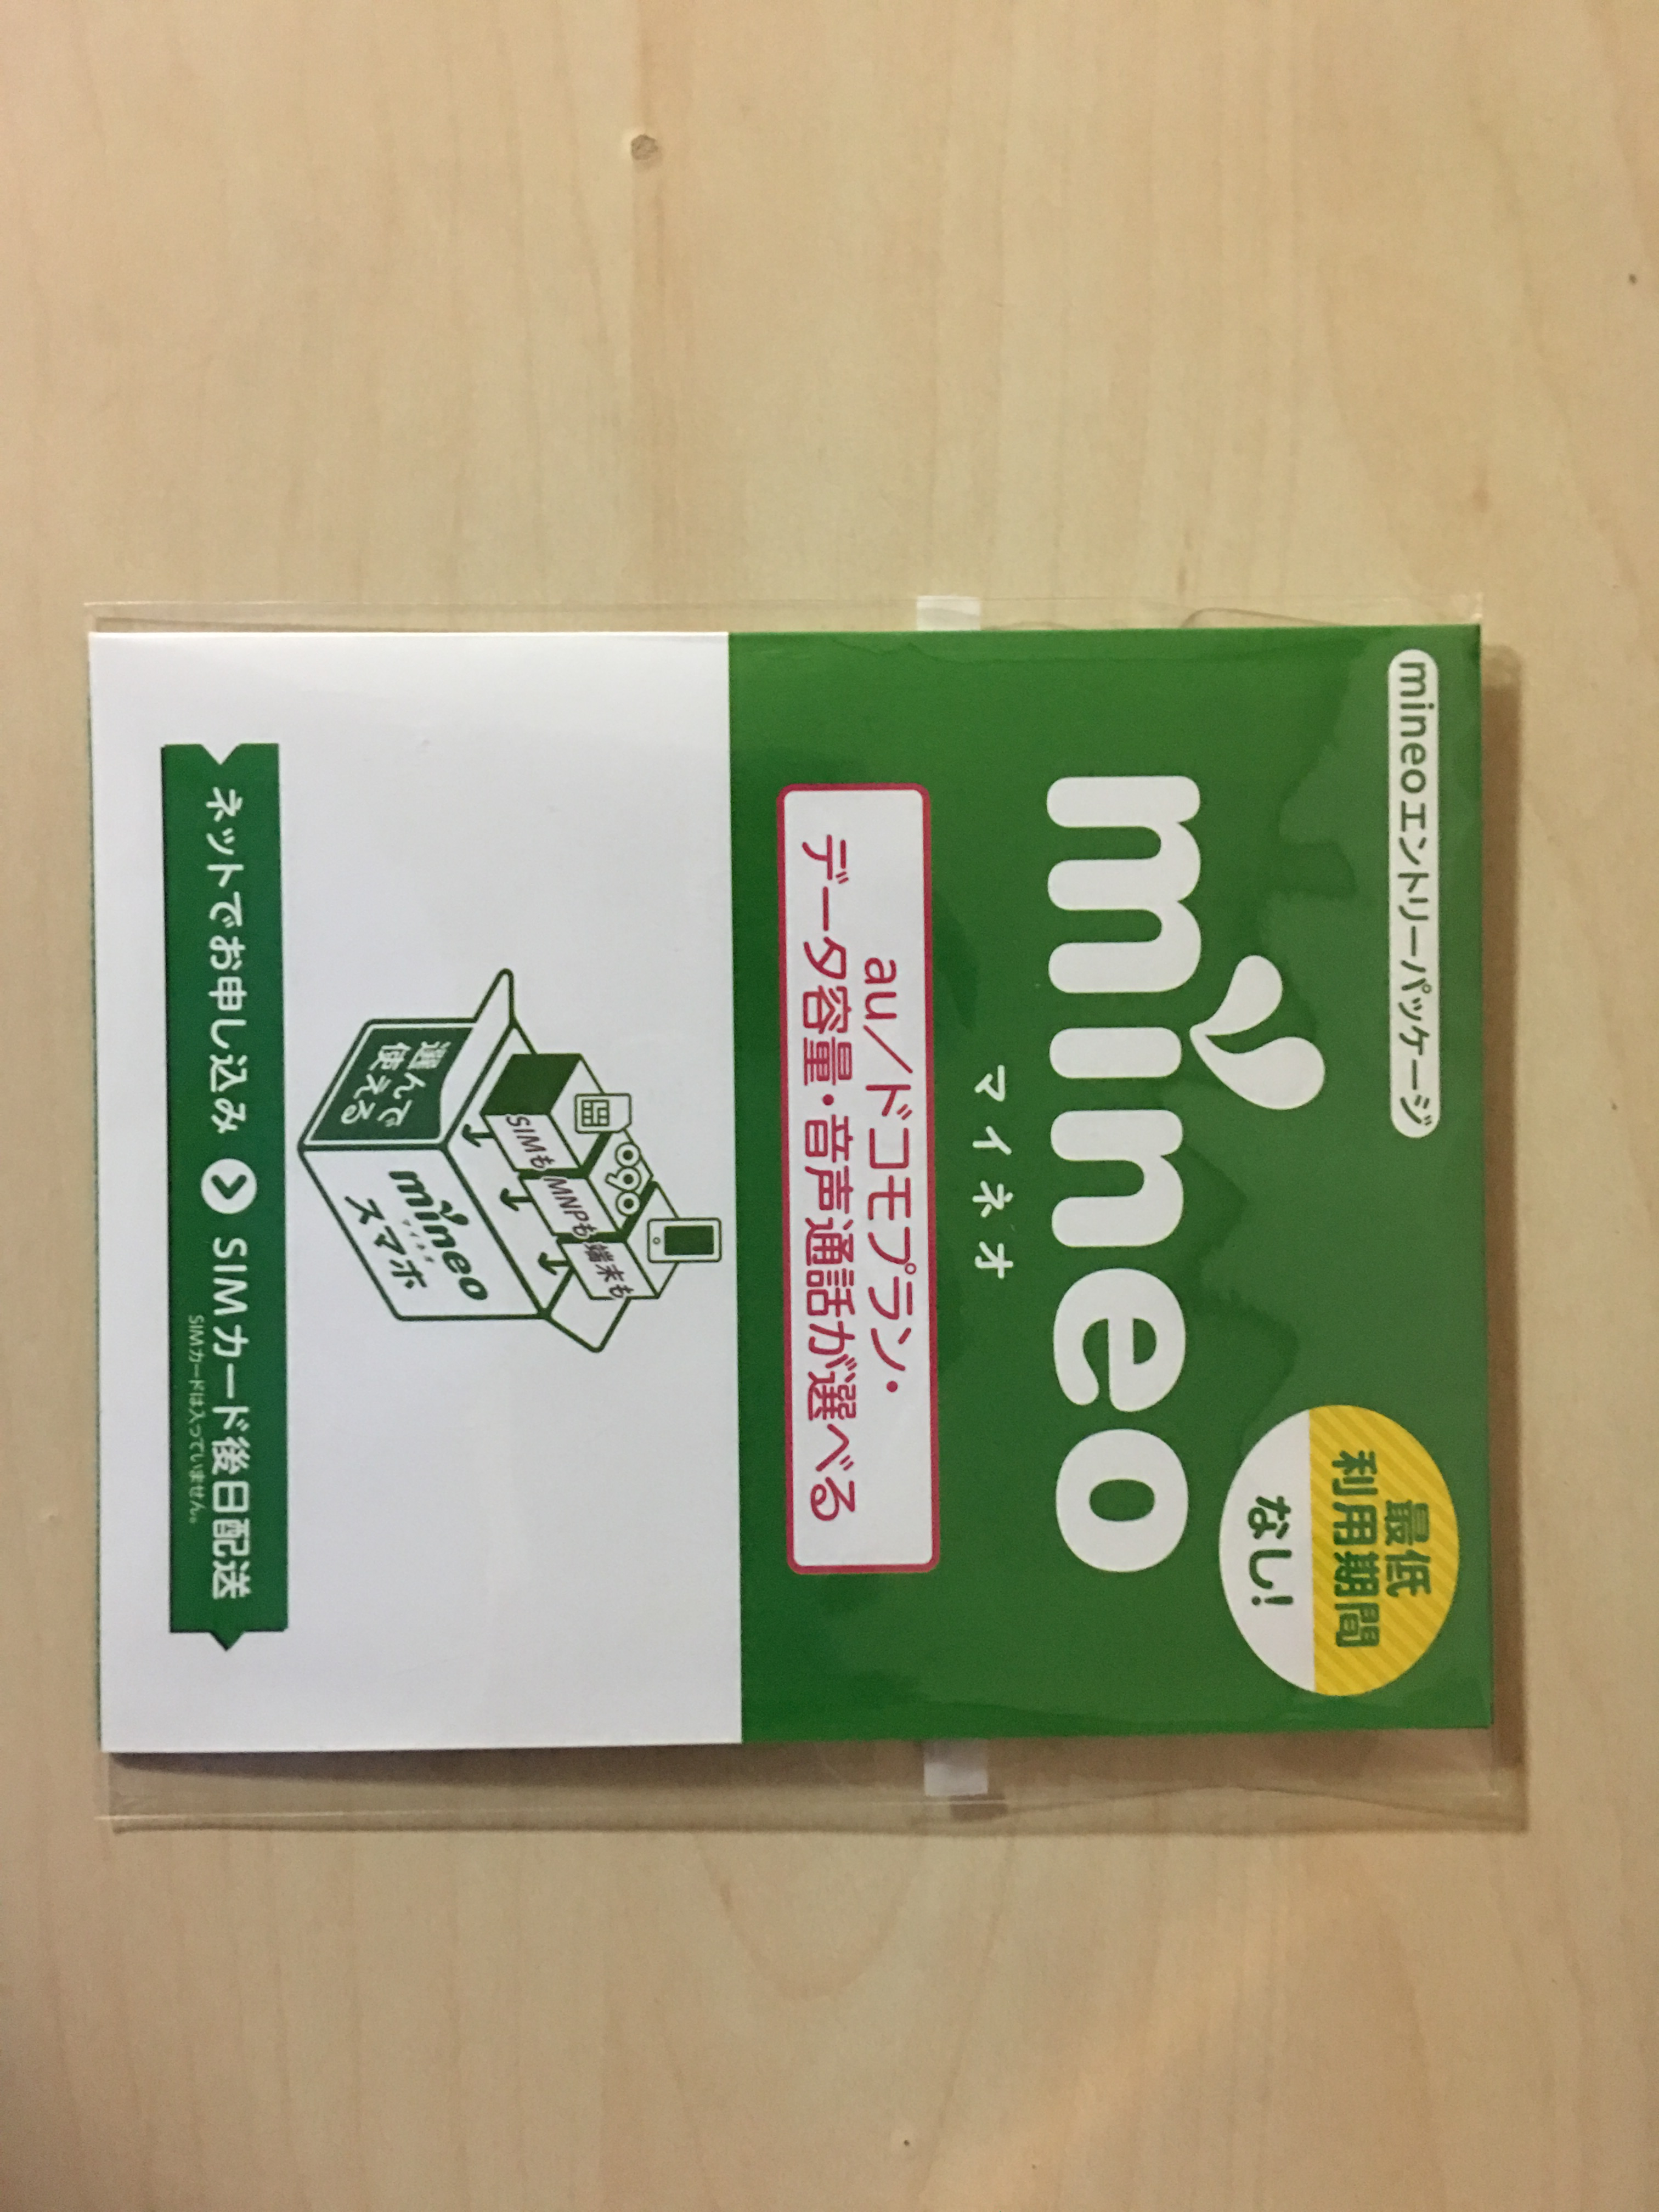 mineoエントリーパッケージ
最低
利用期間
なし!
mineo
マイネオ
au/ドコモプラン・
データ容量・音声通話が選べる
SIMも
MNPも
端末も
選んで
使える
mineo
マイネオ
スマホ
ネットでお申し込み SIMカード後日配送
SIMカードは入っていません。